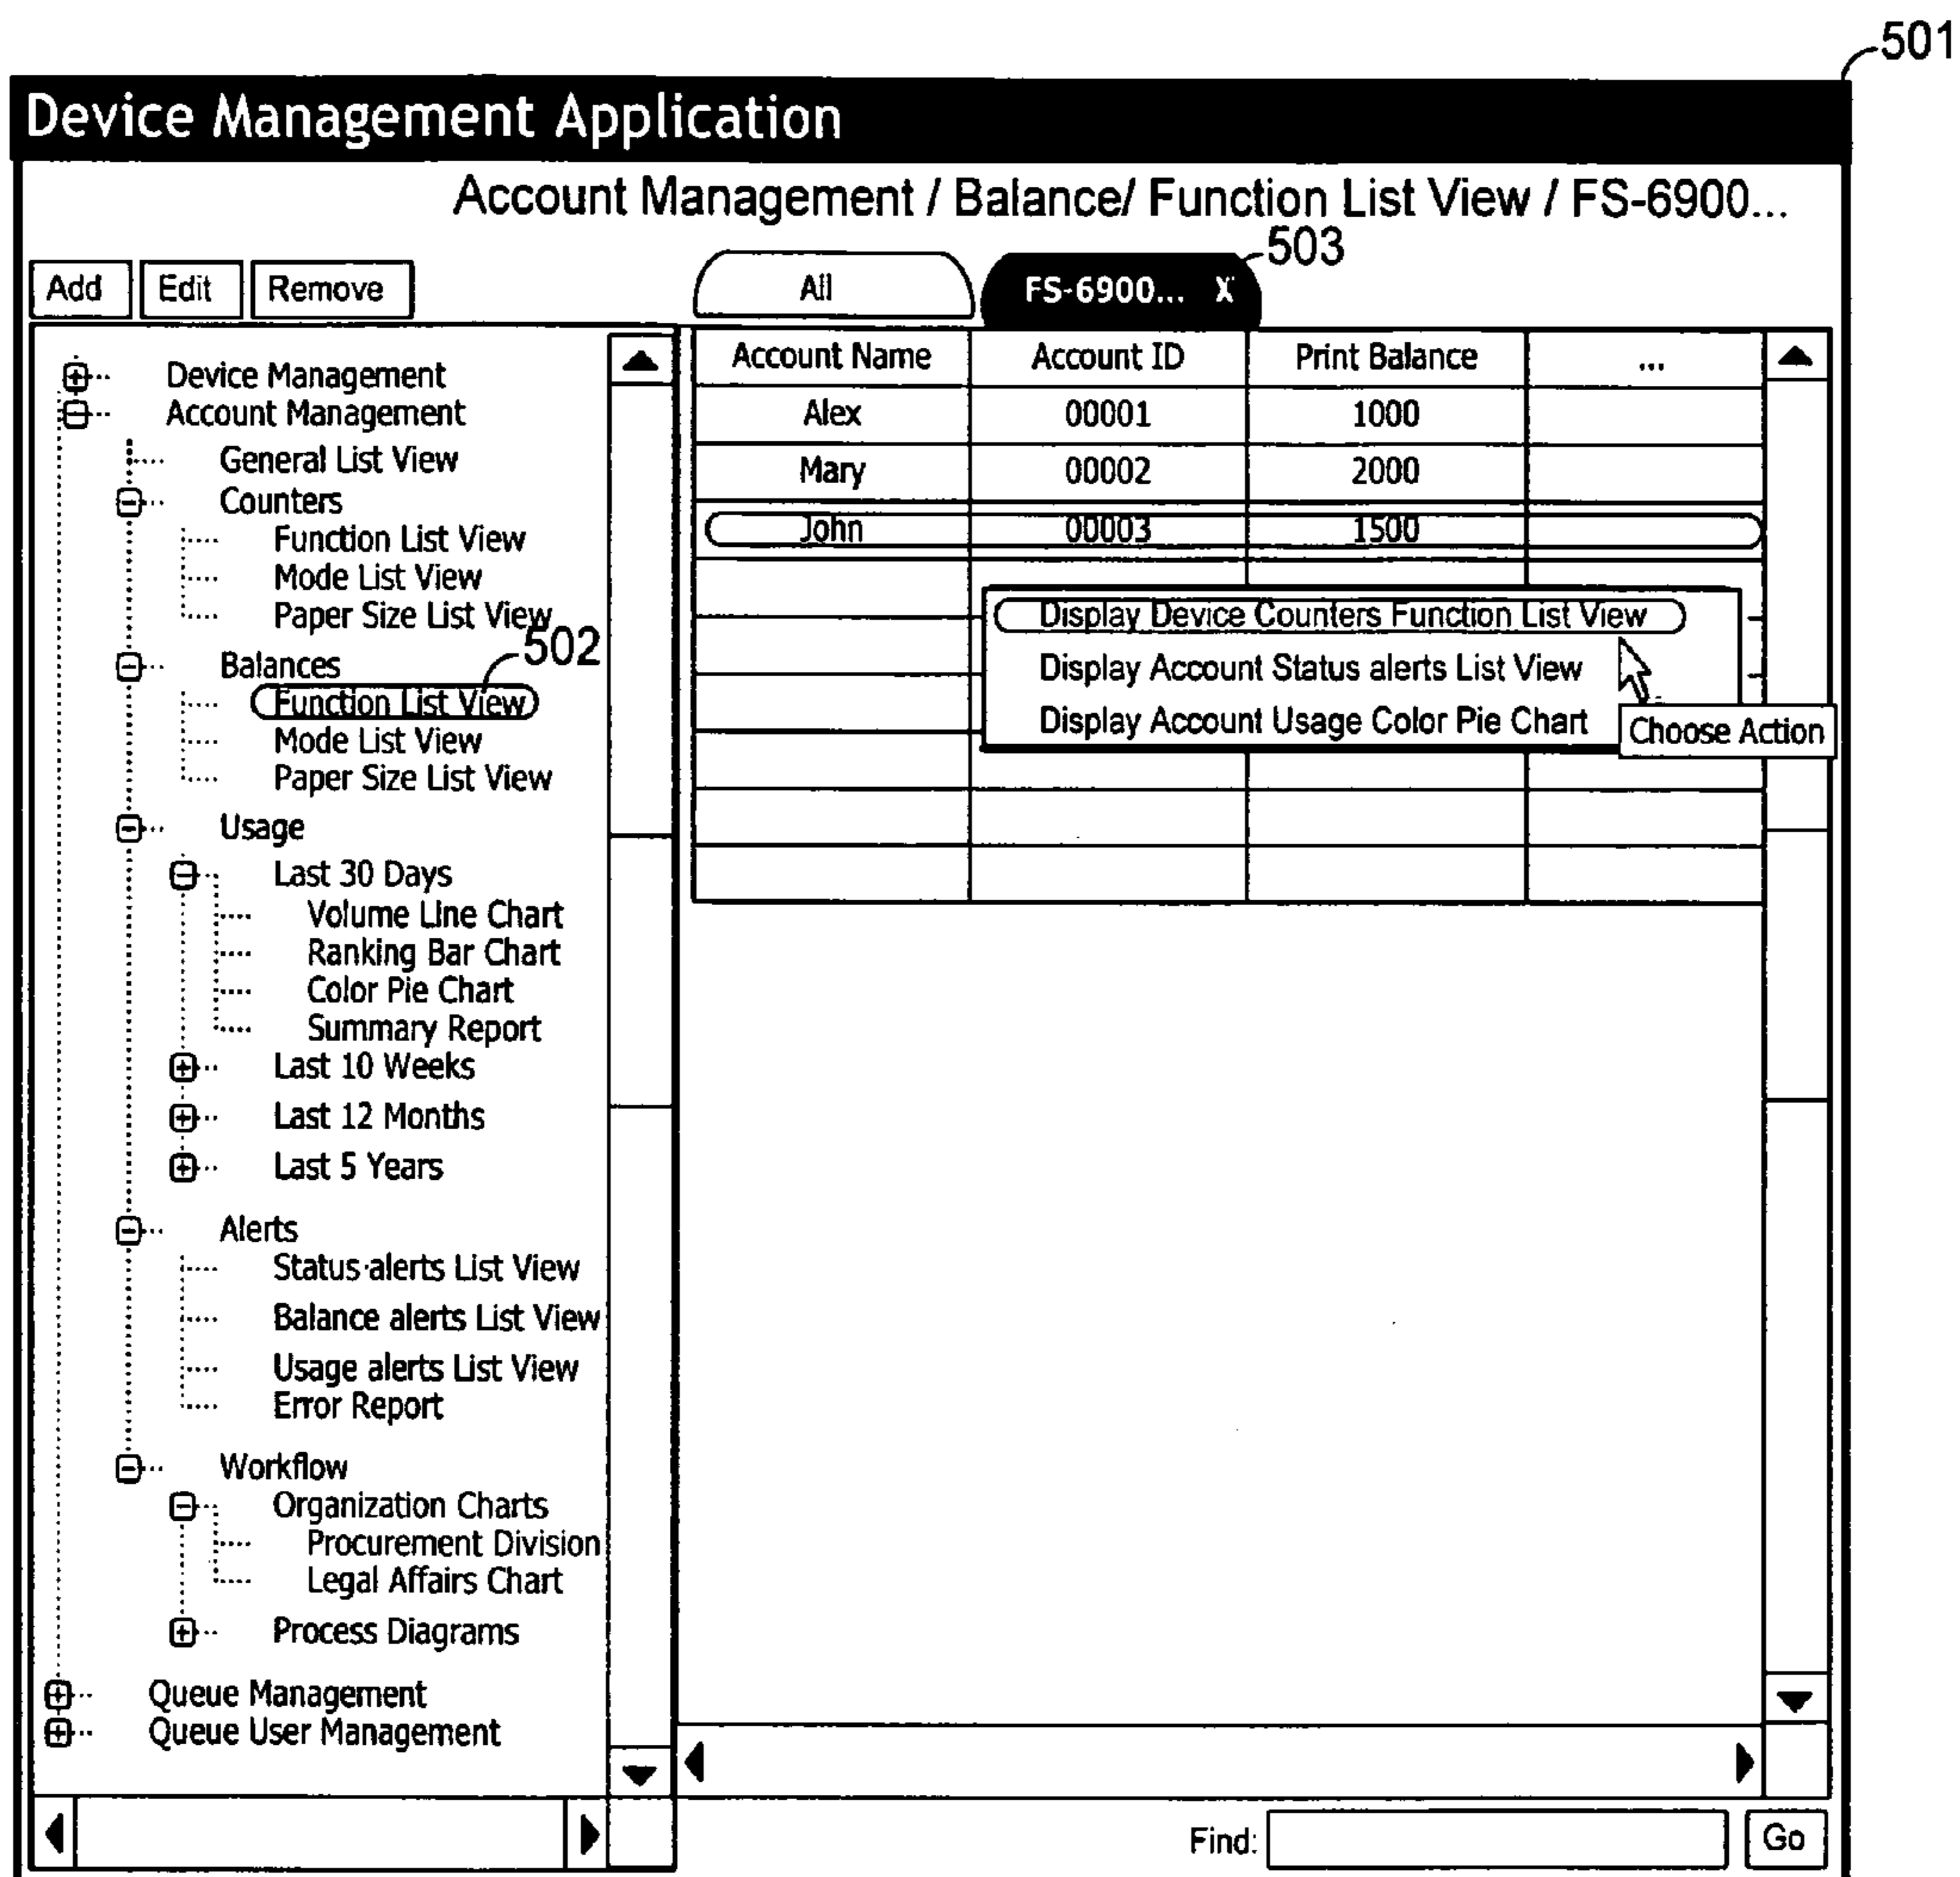 501
Device Management Application
Account Management / Balance/ Function List View / FS-6900...
503
Add Edit Remove
All FS-6900... X
Device Management
Account Management
General List View
Counters
Function List View
Mode List View
Paper Size List View
502
Balances
Function List View
Mode List View
Paper Size List View
Usage
Last 30 Days
Volume Line Chart
Ranking Bar Chart
Color Pie Chart
Summary Report
Last 10 Weeks
Last 12 Months
Last 5 Years
Alerts
Status alerts List View
Balance alerts List View
Usage alerts List View
Error Report
Workflow
Organization Charts
Procurement Division
Legal Affairs Chart
Process Diagrams
Queue Management
Queue User Management
Account Name Account ID Print Balance ...
Alex 00001 1000
Mary 00002 2000
John 00003 1500
Display Device Counters Function List View
Display Account Status alerts List View
Display Account Usage Color Pie Chart
Choose Action
Find: Go